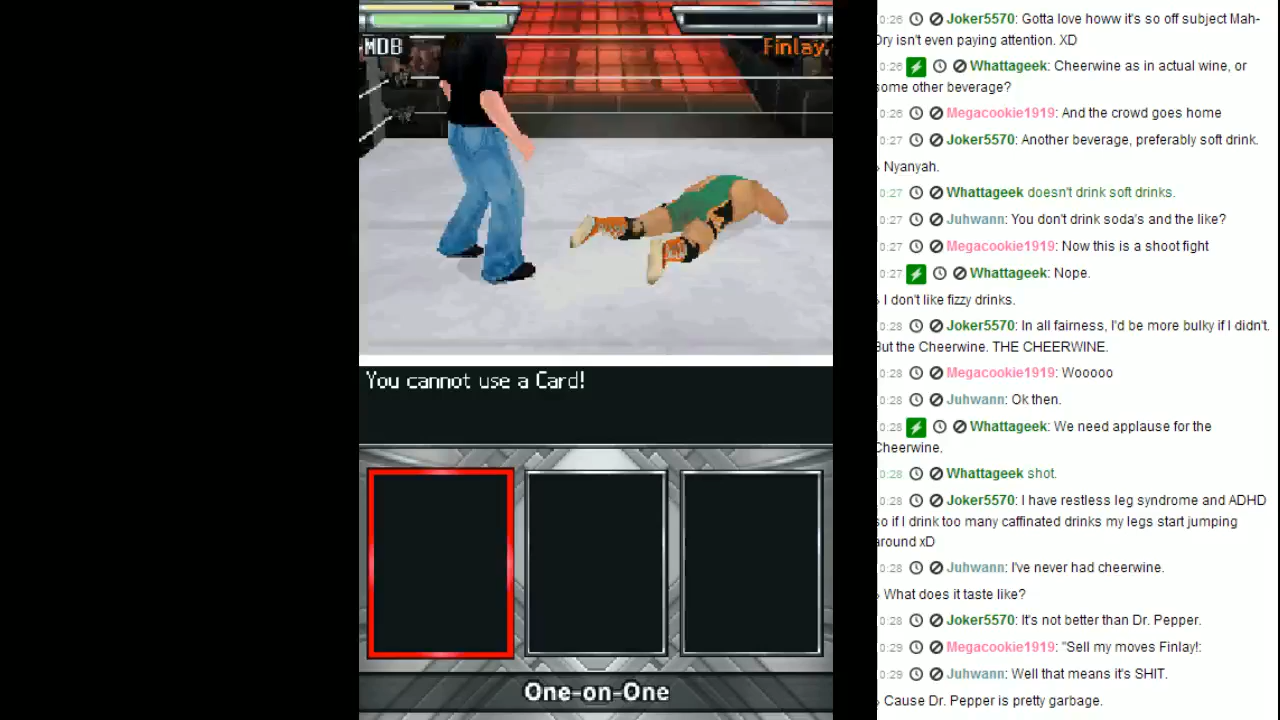 MDB
Finlay
You cannot use a Card!
One-on-One
0:26 Joker5570: Gotta love howw it's so off subject Mah-
Dry isn't even paying attention. XD
0:26 Whattageek: Cheerwine as in actual wine, or
some other beverage?
0:26 Megacookie1919: And the crowd goes home
0:27 Joker5570: Another beverage, preferably soft drink.
Nyanyah.
0:27 Whattageek doesn't drink soft drinks.
0:27 Juhwann: You don't drink soda's and the like?
0:27 Megacookie1919: Now this is a shoot fight
0:27 Whattageek: Nope.
I don't like fizzy drinks.
0:28 Joker5570: In all fairness, I'd be more bulky if I didn't.
But the Cheerwine. THE CHEERWINE.
0:28 Megacookie1919: Wooooo
0:28 Juhwann: Ok then.
0:28 Whattageek: We need applause for the
Cheerwine.
0:28 Whattageek shot.
0:28 Joker5570: I have restless leg syndrome and ADHD
so if I drink too many caffinated drinks my legs start jumping
around xD
0:28 Juhwann: I've never had cheerwine.
What does it taste like?
0:28 Joker5570: It's not better than Dr. Pepper.
0:29 Megacookie1919: "Sell my moves Finlay!:
0:29 Juhwann: Well that means it's SHIT.
Cause Dr. Pepper is pretty garbage.